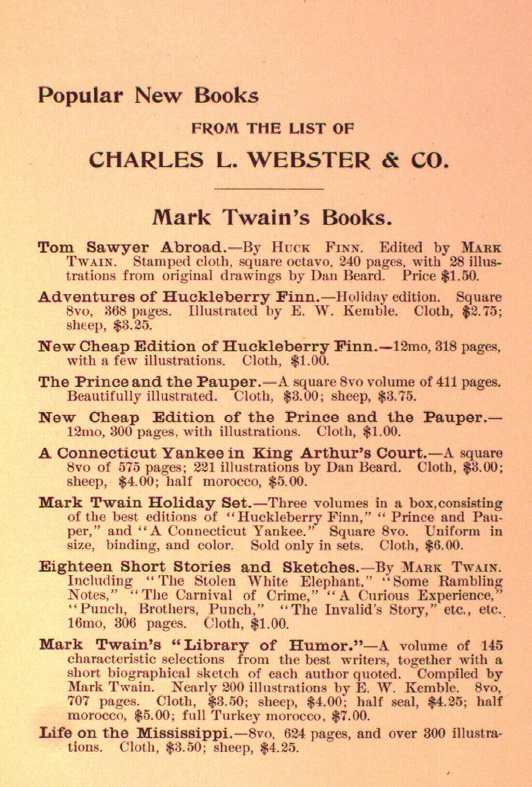 Popular New Books
FROM THE LIST OF
CHARLES L. WEBSTER & CO.
Mark Twain's Books.
Tom Sawyer Abroad.—By HUCK FINN. Edited by MARK
TWAIN. Stamped cloth, square octavo, 240 pages, with 28 illus-
trations from original drawings by Dan Beard. Price $1.50.
Adventures of Huckleberry Finn.—Holiday edition. Square
8vo, 368 pages. Illustrated by E. W. Kemble. Cloth, $2.75;
sheep, $3.25.
New Cheap Edition of Huckleberry Finn.—12mo, 318 pages,
with a few illustrations. Cloth, $1.00.
The Prince and the Pauper.—A square 8vo volume of 411 pages.
Beautifully illustrated. Cloth, $3.00; sheep, $3.75.
New Cheap Edition of the Prince and the Pauper.—
12mo, 300 pages, with illustrations. Cloth, $1.00.
A Connecticut Yankee in King Arthur's Court.—A square
8vo of 575 pages; 221 illustrations by Dan Beard. Cloth, $3.00;
sheep, $4.00; half morocco, $5.00.
Mark Twain Holiday Set.—Three volumes in a box, consisting
of the best editions of "Huckleberry Finn," "Prince and Pau-
per," and "A Connecticut Yankee." Square 8vo. Uniform in
size, binding, and color. Sold only in sets. Cloth, $6.00.
Eighteen Short Stories and Sketches.—By MARK TWAIN.
Including "The Stolen White Elephant," "Some Rambling
Notes," "The Carnival of Crime," "A Curious Experience,"
"Punch, Brothers, Punch," "The Invalid's Story," etc., etc.
16mo, 306 pages. Cloth, $1.00.
Mark Twain's "Library of Humor."—A volume of 145
characteristic selections from the best writers, together with a
short biographical sketch of each author quoted. Compiled by
Mark Twain. Nearly 200 illustrations by E. W. Kemble. 8vo,
707 pages. Cloth, $3.50; sheep, $4.00; half seal, $4.25; half
morocco, $5.00; full Turkey morocco, $7.00.
Life on the Mississippi.—8vo, 624 pages, and over 300 illustra-
tions. Cloth, $3.50; sheep, $4.25.